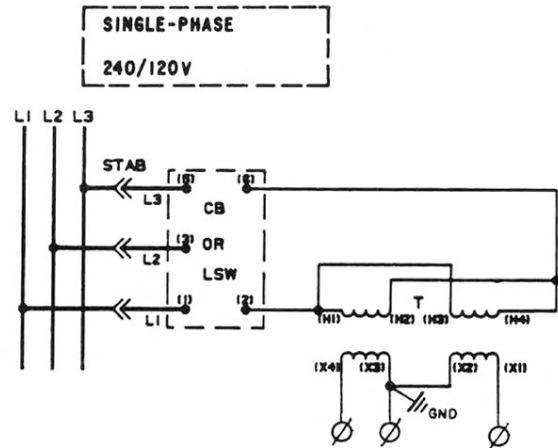 SINGLE-PHASE
240/120V
L1 L2 L3
STAB
(5) (6)
L3
CB
(3) OR
L2
LSW
(1) (2)
L1
T
(H1) (H2) (H3) (H4)
(X4) (X3) (X2) (X1)
GND